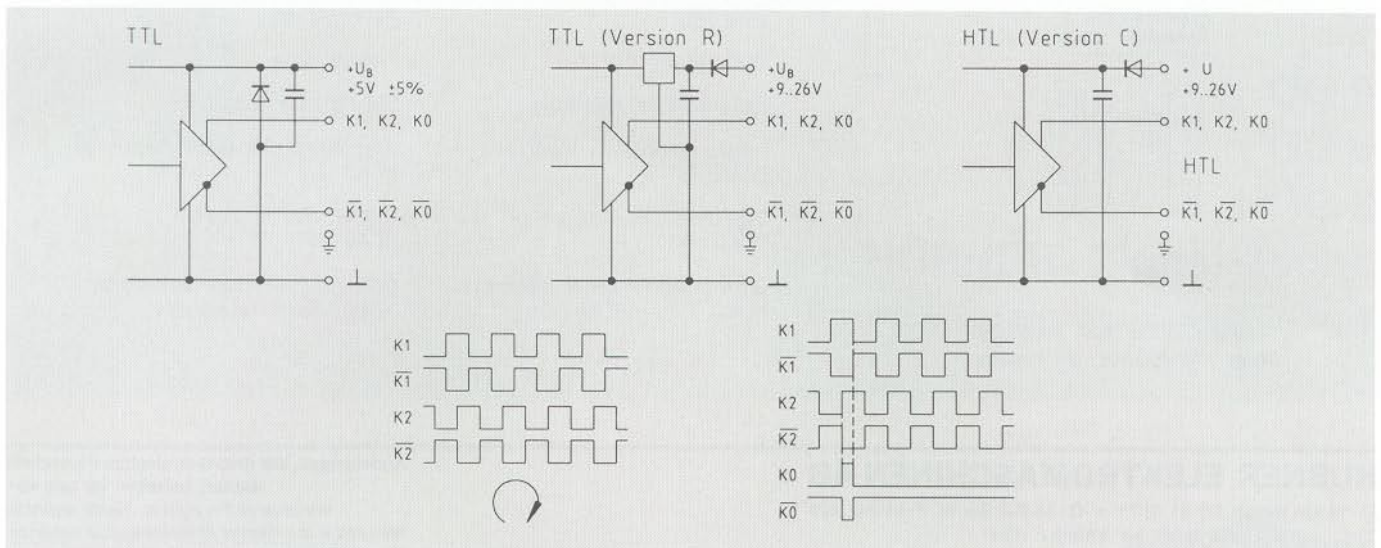 TTL
+U_B
+5V ±5%
K1, K2, K0
K̅1̅, K̅2̅, K̅0̅
TTL (Version R)
+U_B
+9..26V
K1, K2, K0
K̅1̅, K̅2̅, K̅0̅
HTL (Version C)
+ U
+9..26V
K1, K2, K0
HTL
K̅1̅, K̅2̅, K̅0̅
K1
K̅1̅
K2
K̅2̅
K1
K̅1̅
K2
K̅2̅
K0
K̅0̅